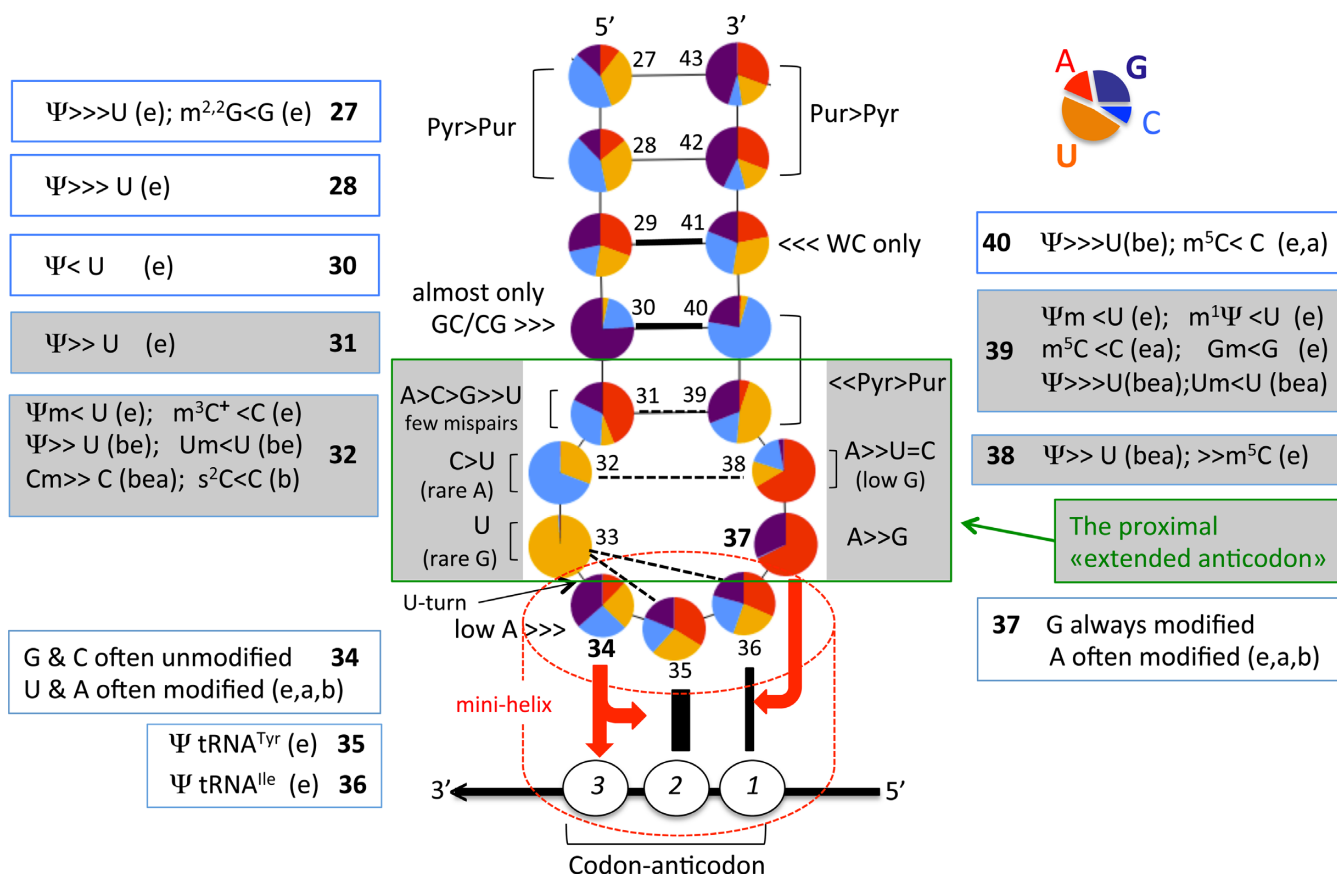 5’ 3’
27 43
Pyr>Pur
Pur>Pyr
28 42
29 41
<<< WC only
almost only
GC/CG >>>
30 40
A>C>G>>U
few mispairs
31 39
<<Pyr>Pur
C>U
(rare A)
32 38
A>>U=C
(low G)
U
(rare G)
33
37
A>>G
U-turn
low A >>>
34
35
36
mini-helix
3’ 3 2 1 5’
Codon-anticodon
A G
U C
Ψ>>>U (e); m²,²G<G (e) 27
Ψ>>> U (e) 28
Ψ< U (e) 30
Ψ>> U (e) 31
Ψm< U (e); m³C⁺ <C (e)
Ψ>> U (be); Um<U (be) 32
Cm>> C (bea); s²C<C (b)
G & C often unmodified 34
U & A often modified (e,a,b)
Ψ tRNAᵀʸʳ (e) 35
Ψ tRNAᴵˡᵉ (e) 36
40 Ψ>>>U(be); m⁵C< C (e,a)
Ψm <U (e); m¹Ψ <U (e)
39 m⁵C <C (ea); Gm<G (e)
Ψ>>>U(bea);Um<U (bea)
38 Ψ>> U (bea); >>m⁵C (e)
The proximal
«extended anticodon»
37 G always modified
A often modified (e,a,b)